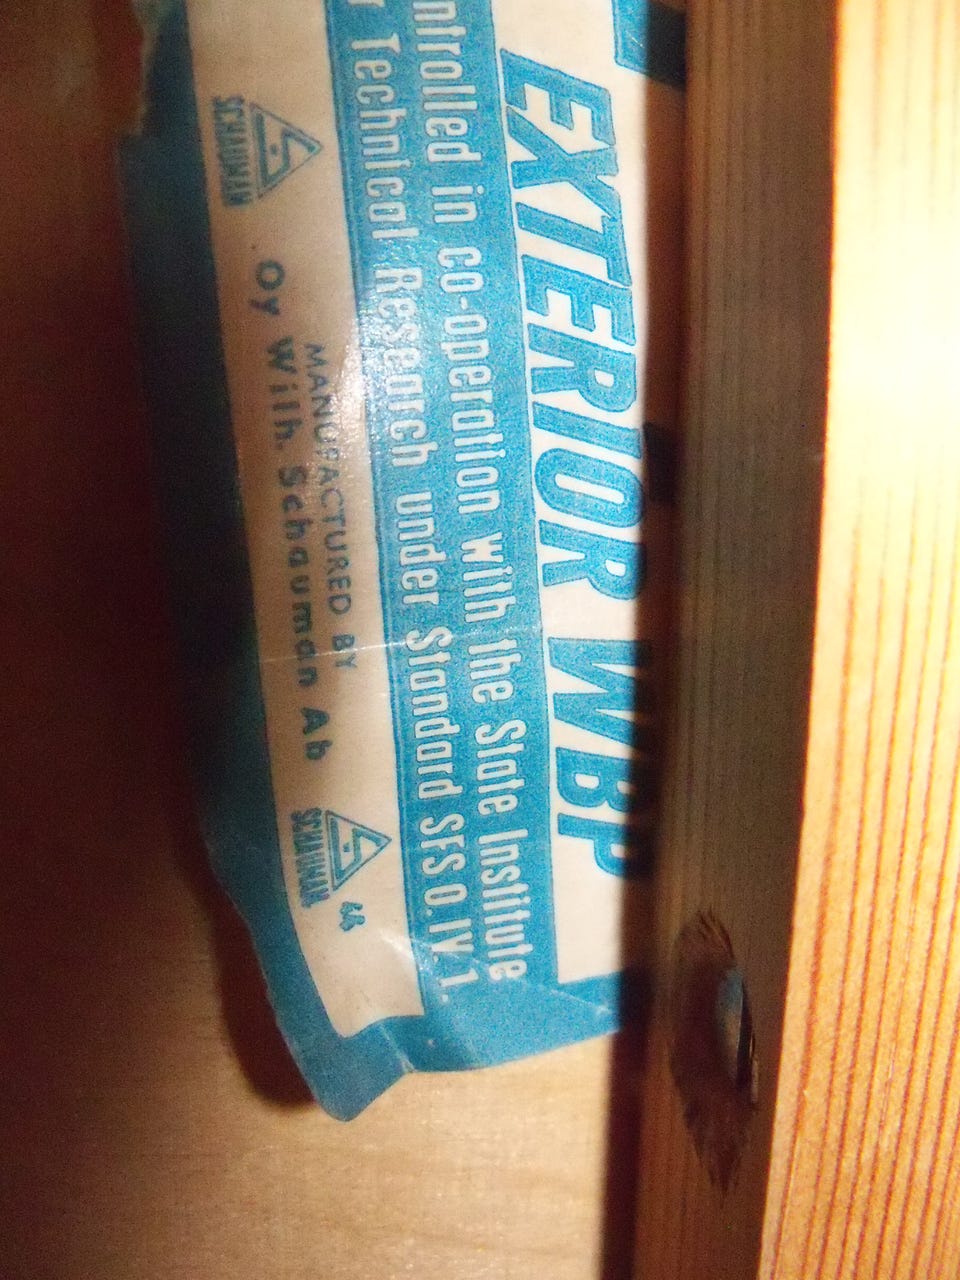 EXTERIOR WBP
ntrolled in co-operation with the State Institute
r Technical Research under Standard SFS O.IV.1.
MANUFACTURED BY
SCHAUMAN Oy Wilh. Schauman Ab SCHAUMAN